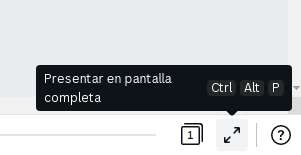 Presentar en pantalla
completa
Ctrl Alt P
1
?